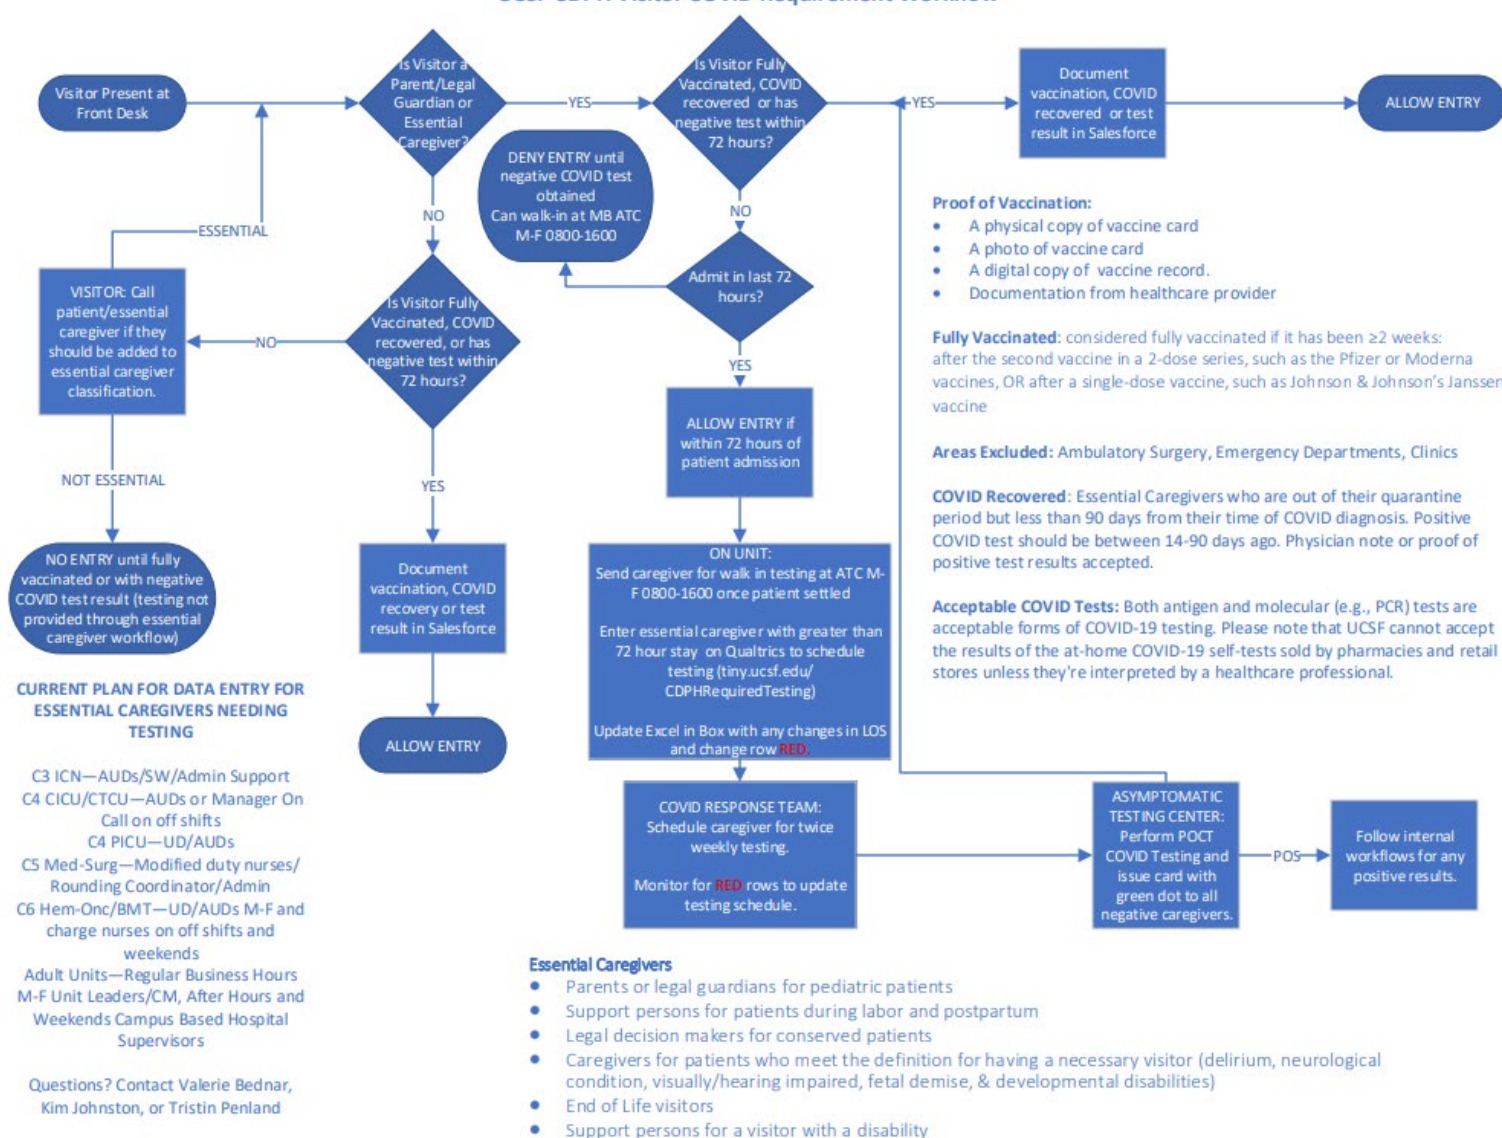 Visitor Present at
Front Desk
Is Visitor a
Parent/Legal
Guardian or
Essential
Caregiver?
YES
Is Visitor Fully
Vaccinated, COVID
recovered or has
negative test within
72 hours?
YES
Document
vaccination, COVID
recovered or test
result in Salesforce
ALLOW ENTRY
DENY ENTRY until
negative COVID test
obtained
Can walk-in at MB ATC
M-F 0800-1600
NO
NO
ESSENTIAL
VISITOR: Call
patient/essential
caregiver if they
should be added to
essential caregiver
classification.
NO
Is Visitor Fully
Vaccinated, COVID
recovered, or has
negative test within
72 hours?
Admit in last 72
hours?
YES
ALLOW ENTRY if
within 72 hours of
patient admission
NOT ESSENTIAL
YES
NO ENTRY until fully
vaccinated or with negative
COVID test result (testing not
provided through essential
caregiver workflow)
Document
vaccination, COVID
recovery or test
result in Salesforce
ALLOW ENTRY
ON UNIT:
Send caregiver for walk in testing at ATC M-
F 0800-1600 once patient settled
Enter essential caregiver with greater than
72 hour stay on Qualtrics to schedule
testing (tiny.ucsf.edu/
CDPHRequiredTesting)
Update Excel in Box with any changes in LOS
and change row RED.
COVID RESPONSE TEAM:
Schedule caregiver for twice
weekly testing.
Monitor for RED rows to update
testing schedule.
ASYMPTOMATIC
TESTING CENTER:
Perform POCT
COVID Testing and
issue card with
green dot to all
negative caregivers.
POS
Follow internal
workflows for any
positive results.
Proof of Vaccination:
• A physical copy of vaccine card
• A photo of vaccine card
• A digital copy of vaccine record.
• Documentation from healthcare provider
Fully Vaccinated: considered fully vaccinated if it has been ≥2 weeks:
after the second vaccine in a 2-dose series, such as the Pfizer or Moderna
vaccines, OR after a single-dose vaccine, such as Johnson & Johnson's Janssen
vaccine
Areas Excluded: Ambulatory Surgery, Emergency Departments, Clinics
COVID Recovered: Essential Caregivers who are out of their quarantine
period but less than 90 days from their time of COVID diagnosis. Positive
COVID test should be between 14-90 days ago. Physician note or proof of
positive test results accepted.
Acceptable COVID Tests: Both antigen and molecular (e.g., PCR) tests are
acceptable forms of COVID-19 testing. Please note that UCSF cannot accept
the results of the at-home COVID-19 self-tests sold by pharmacies and retail
stores unless they're interpreted by a healthcare professional.
CURRENT PLAN FOR DATA ENTRY FOR
ESSENTIAL CAREGIVERS NEEDING
TESTING
C3 ICN—AUDs/SW/Admin Support
C4 CICU/CTCU—AUDs or Manager On
Call on off shifts
C4 PICU—UD/AUDs
C5 Med-Surg—Modified duty nurses/
Rounding Coordinator/Admin
C6 Hem-Onc/BMT—UD/AUDs M-F and
charge nurses on off shifts and
weekends
Adult Units—Regular Business Hours
M-F Unit Leaders/CM, After Hours and
Weekends Campus Based Hospital
Supervisors
Questions? Contact Valerie Bednar,
Kim Johnston, or Tristin Penland
Essential Caregivers
• Parents or legal guardians for pediatric patients
• Support persons for patients during labor and postpartum
• Legal decision makers for conserved patients
• Caregivers for patients who meet the definition for having a necessary visitor (delirium, neurological
condition, visually/hearing impaired, fetal demise, & developmental disabilities)
• End of Life visitors
• Support persons for a visitor with a disability